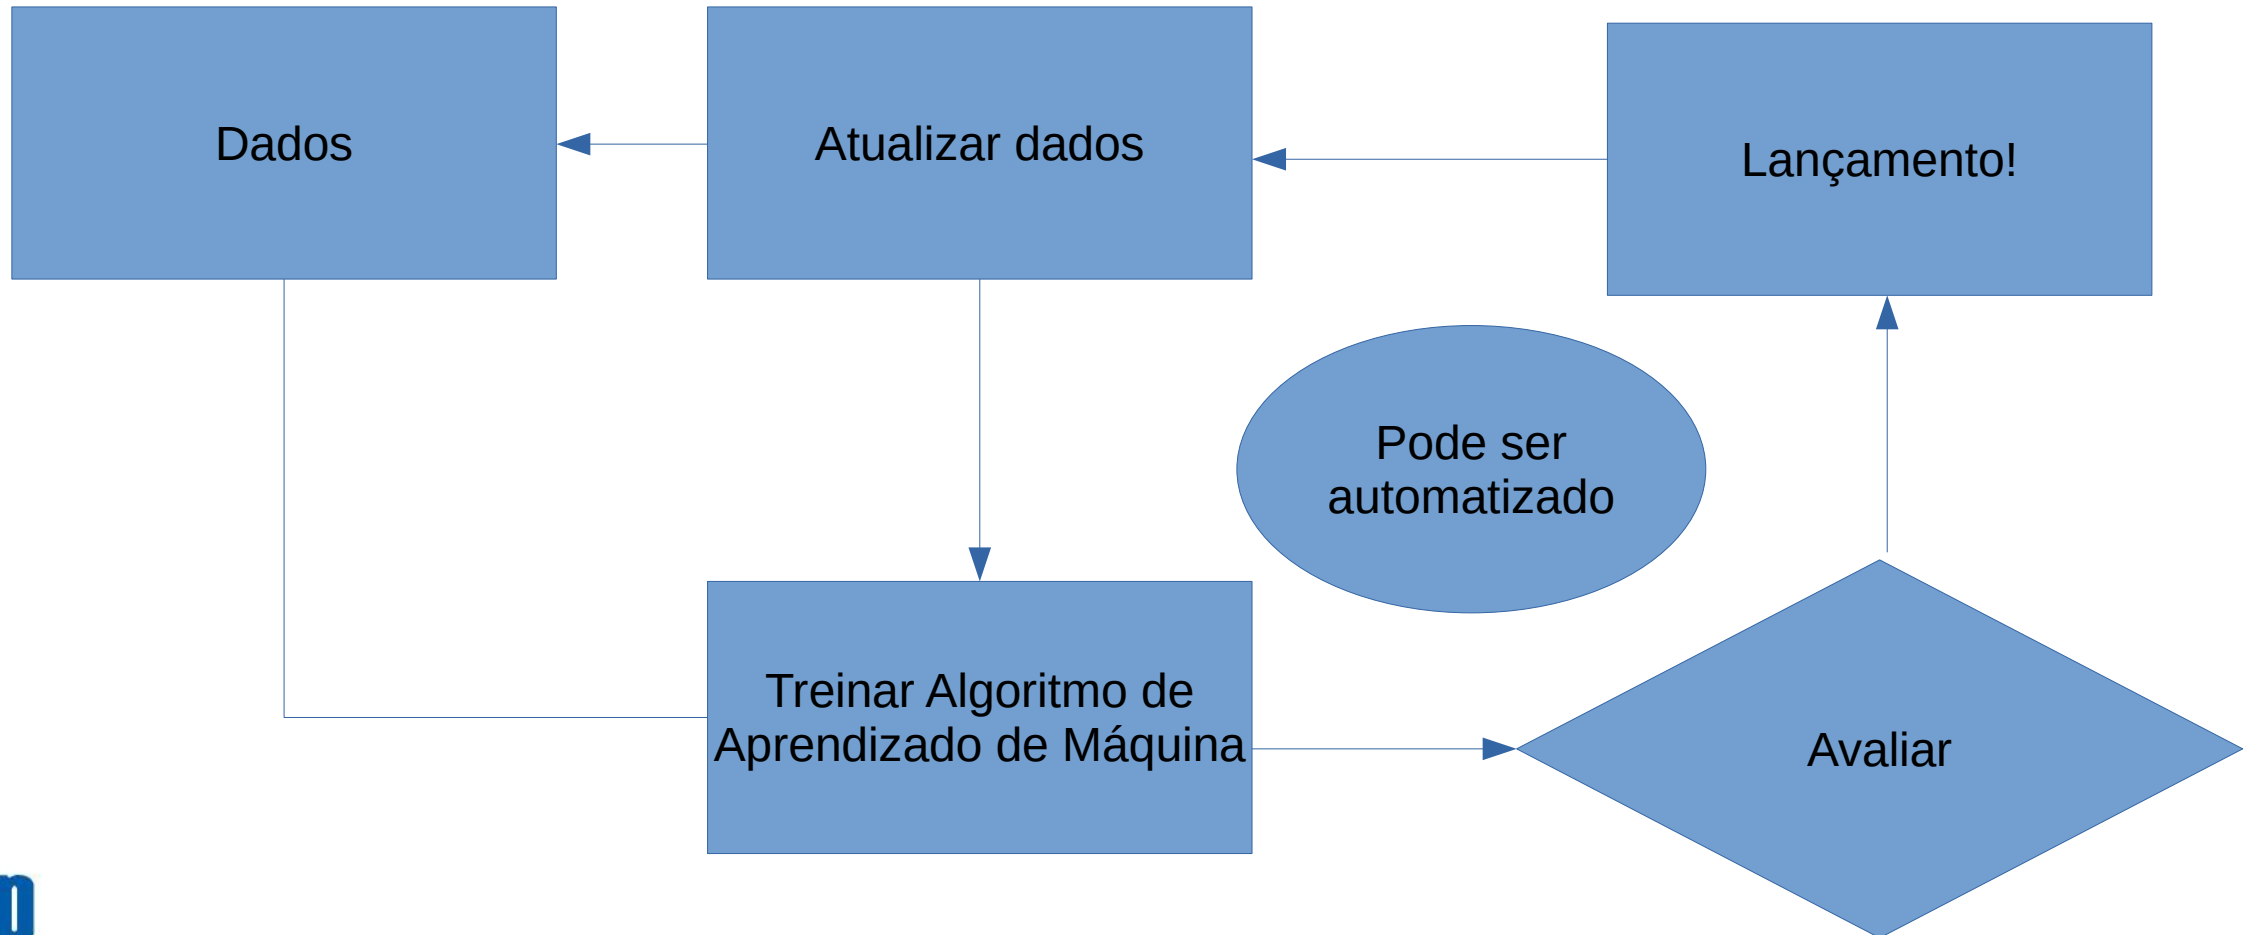 Dados
Atualizar dados
Lançamento!
Pode ser
automatizado
Treinar Algoritmo de
Aprendizado de Máquina
Avaliar